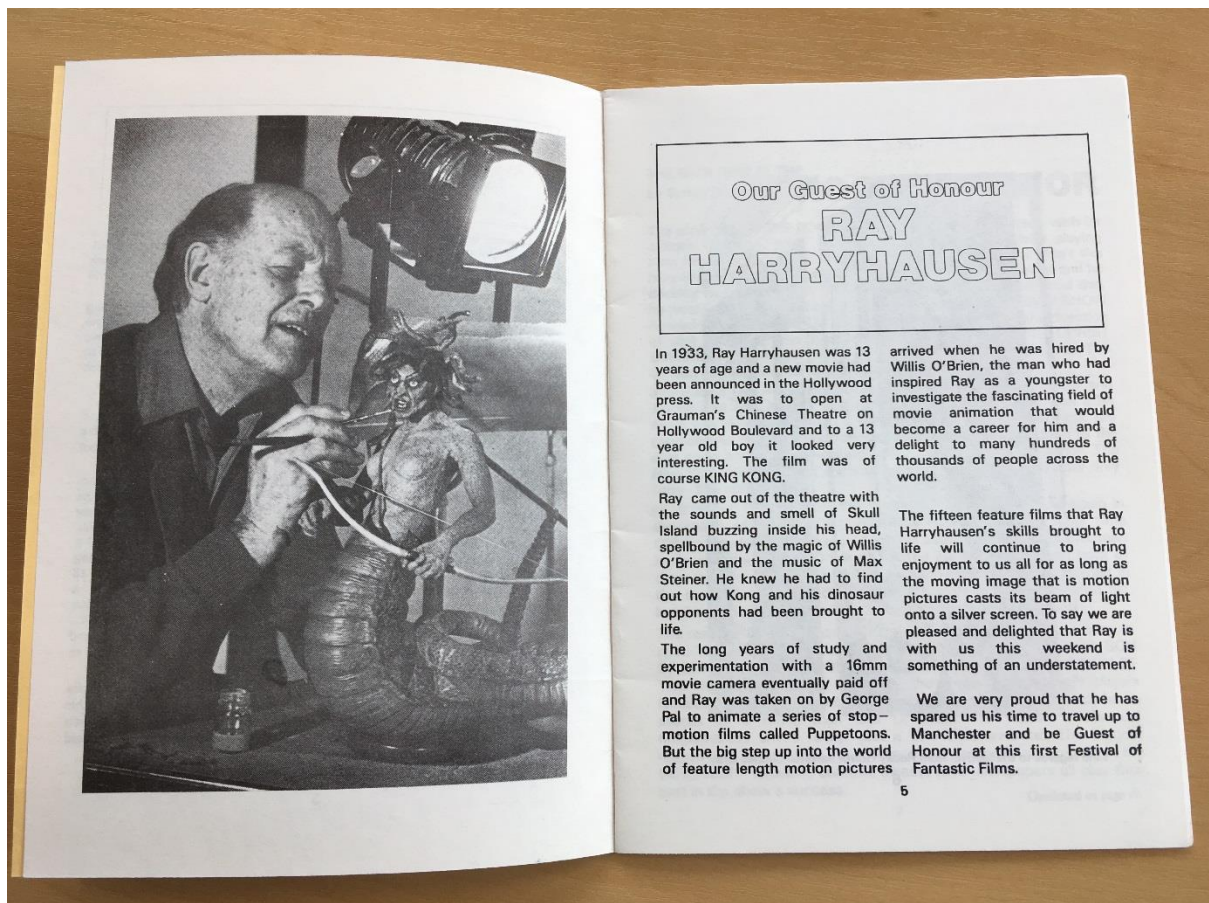 Our Guest of Honour
RAY
HARRYHAUSEN
In 1933, Ray Harryhausen was 13
years of age and a new movie had
been announced in the Hollywood
press. It was to open at
Grauman's Chinese Theatre on
Hollywood Boulevard and to a 13
year old boy it looked very
interesting. The film was of
course KING KONG.
Ray came out of the theatre with
the sounds and smell of Skull
Island buzzing inside his head,
spellbound by the magic of Willis
O'Brien and the music of Max
Steiner. He knew he had to find
out how Kong and his dinosaur
opponents had been brought to
life.
The long years of study and
experimentation with a 16mm
movie camera eventually paid off
and Ray was taken on by George
Pal to animate a series of stop–
motion films called Puppetoons.
But the big step up into the world
of feature length motion pictures
arrived when he was hired by
Willis O'Brien, the man who had
inspired Ray as a youngster to
investigate the fascinating field of
movie animation that would
become a career for him and a
delight to many hundreds of
thousands of people across the
world.
The fifteen feature films that Ray
Harryhausen's skills brought to
life will continue to bring
enjoyment to us all for as long as
the moving image that is motion
pictures casts its beam of light
onto a silver screen. To say we are
pleased and delighted that Ray is
with us this weekend is
something of an understatement.
We are very proud that he has
spared us his time to travel up to
Manchester and be Guest of
Honour at this first Festival of
Fantastic Films.
5